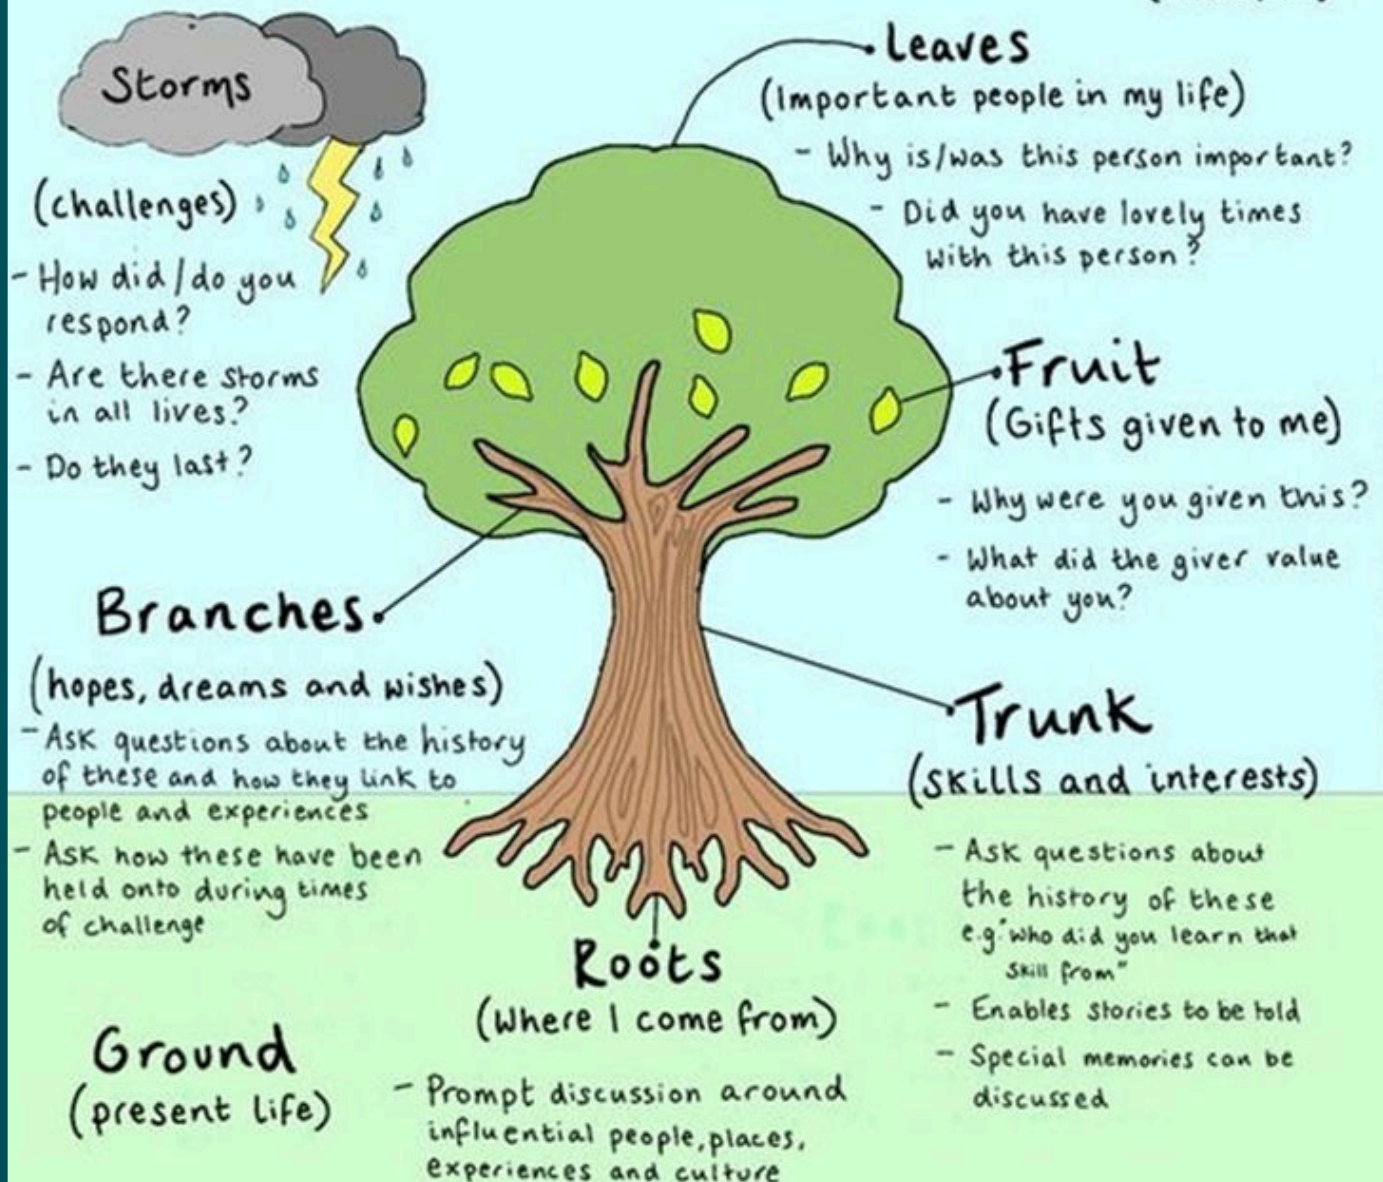 Storms
(challenges)
- How did/do you
respond?
- Are there storms
in all lives?
- Do they last?
Leaves
(Important people in my life)
- Why is/was this person important?
- Did you have lovely times
with this person?
Fruit
(Gifts given to me)
- Why were you given this?
- What did the giver value
about you?
Branches
(hopes, dreams and wishes)
- Ask questions about the history
of these and how they link to
people and experiences
- Ask how these have been
held onto during times
of challenge
Trunk
(skills and interests)
- Ask questions about
the history of these
e.g. "who did you learn that
skill from"
- Enables stories to be told
- Special memories can be
discussed
Roots
(Where I come from)
- Prompt discussion around
influential people, places,
experiences and culture
Ground
(present life)